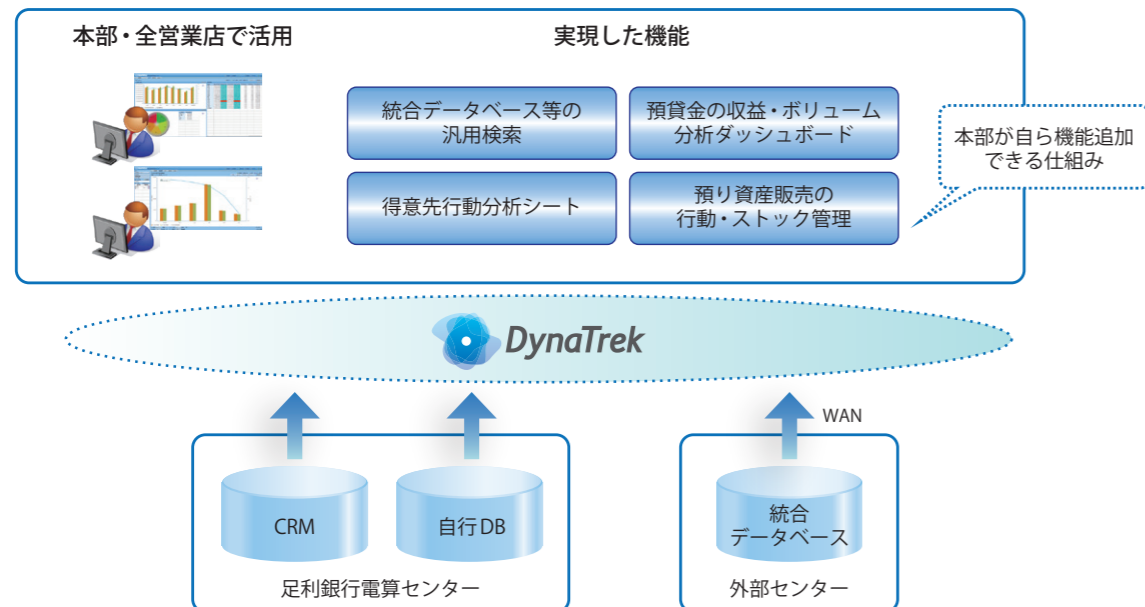 本部・全営業店で活用
実現した機能
統合データベース等の
汎用検索
預貸金の収益・ボリューム
分析ダッシュボード
得意先行動分析シート
預り資産販売の
行動・ストック管理
本部が自ら機能追加
できる仕組み
DynaTrek
WAN
CRM
自行DB
統合
データベース
足利銀行電算センター
外部センター